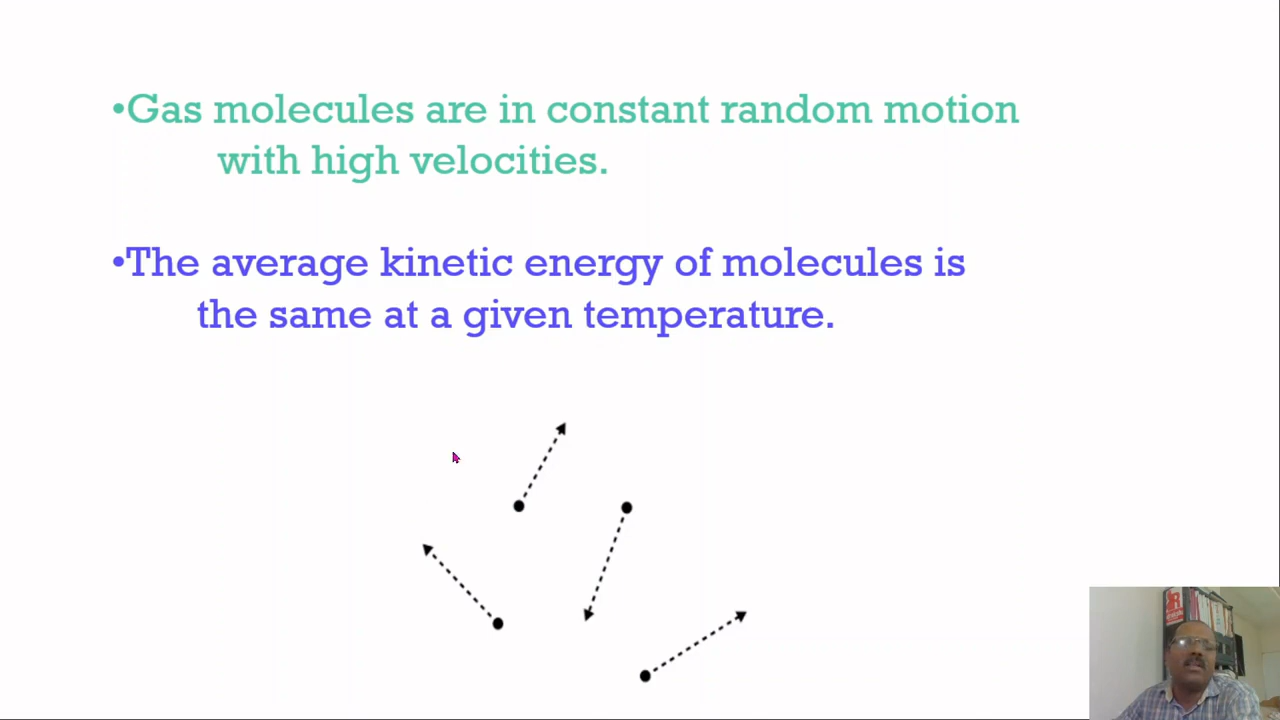 •Gas molecules are in constant random motion
with high velocities.
•The average kinetic energy of molecules is
the same at a given temperature.